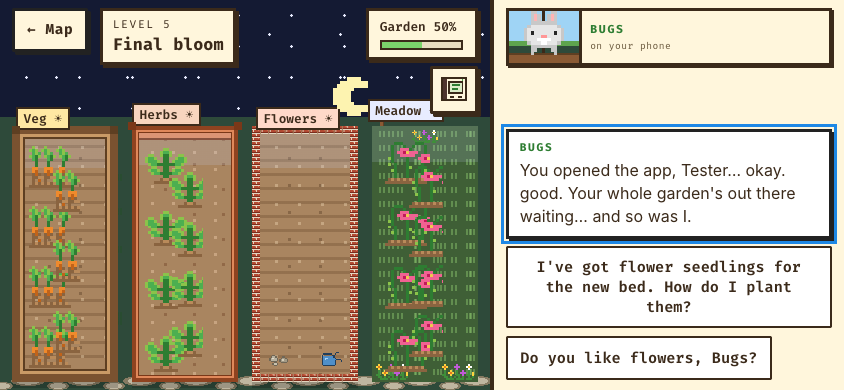 ← Map
LEVEL 5
Final bloom
Garden 50%
Veg ☀
Herbs ☀
Flowers ☀
Meadow
BUGS
on your phone
BUGS
You opened the app, Tester... okay.
good. Your whole garden's out there
waiting... and so was I.
I've got flower seedlings for
the new bed. How do I plant
them?
Do you like flowers, Bugs?